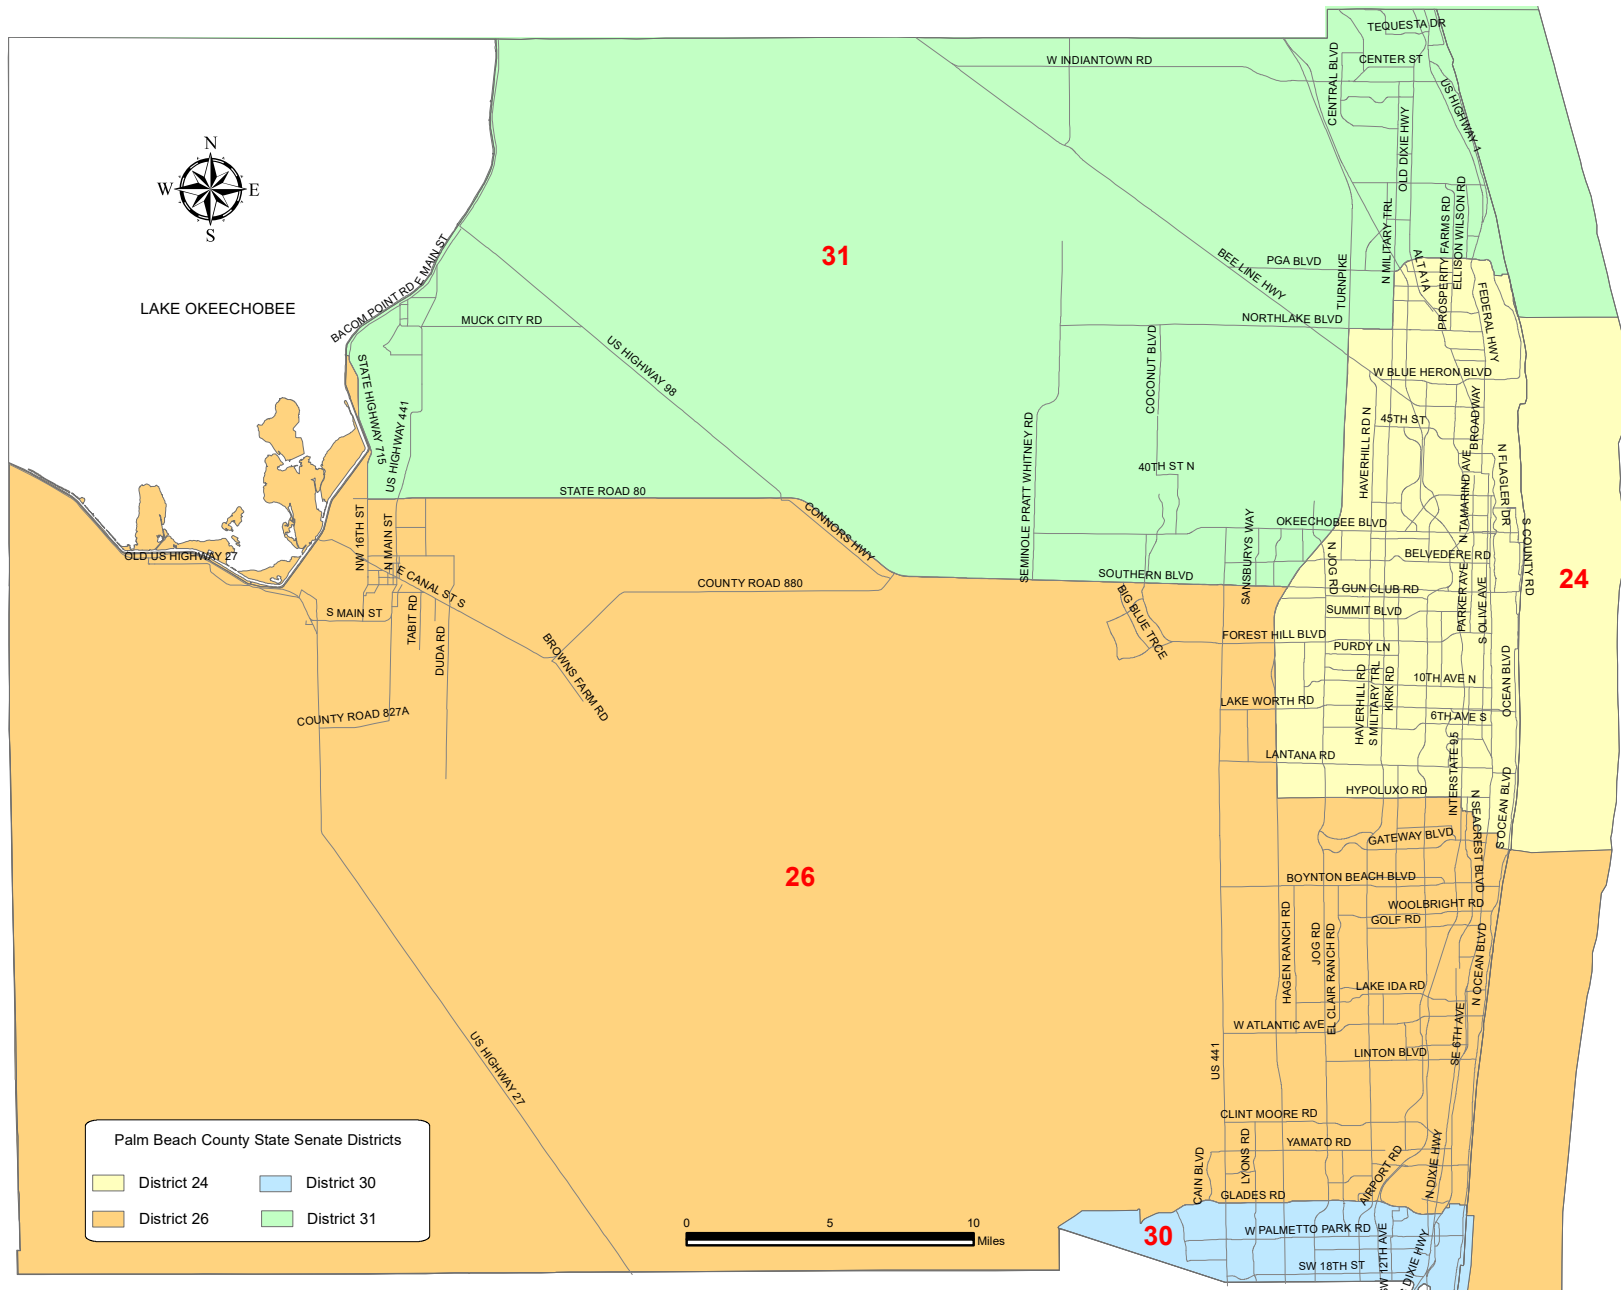 TEQUESTA DR
W INDIANTOWN RD
CENTER ST
CENTRAL BLVD
US HIGHWAY 1
OLD DIXIE HWY
N
W E
S
N MILITARY TRL
PROSPERITY FARMS RD
ELLISON WILSON RD
31
BEE LINE HWY
PGA BLVD
TURNPIKE
ALT A1A
E MAIN ST
BACOM POINT RD
LAKE OKEECHOBEE
MUCK CITY RD
NORTHLAKE BLVD
FEDERAL HWY
US HIGHWAY 98
COCONUT BLVD
W BLUE HERON BLVD
STATE HIGHWAY 715
US HIGHWAY 441
SEMINOLE PRATT WHITNEY RD
HAVERHILL RD N
45TH ST
BROADWAY
40TH ST N
N TAMARIND AVE
N FLAGLER DR
STATE ROAD 80
CONNORS HWY
NW 16TH ST
N MAIN ST
SANSBURYS WAY
OKEECHOBEE BLVD
S COUNTY RD
OLD US HIGHWAY 27
E CANAL ST S
COUNTY ROAD 880
SOUTHERN BLVD
N JOG RD
BELVEDERE RD
24
GUN CLUB RD
PARKER AVE
S OLIVE AVE
S MAIN ST
TABIT RD
DUDA RD
BIG BLUE TRCE
SUMMIT BLVD
FOREST HILL BLVD
PURDY LN
BROWNS FARM RD
HAVERHILL RD
S MILITARY TRL
KIRK RD
10TH AVE N
OCEAN BLVD
LAKE WORTH RD
6TH AVE S
COUNTY ROAD 827A
INTERSTATE 95
LANTANA RD
HYPOLUXO RD
N SEACREST BLVD
S OCEAN BLVD
GATEWAY BLVD
26
BOYNTON BEACH BLVD
WOOLBRIGHT RD
GOLF RD
HAGEN RANCH RD
JOG RD
EL CLAIR RANCH RD
N OCEAN BLVD
LAKE IDA RD
W ATLANTIC AVE
SE 6TH AVE
US HIGHWAY 27
US 441
LINTON BLVD
CLINT MOORE RD
YAMATO RD
LYONS RD
CAIN BLVD
AIRPORT RD
N DIXIE HWY
GLADES RD
Palm Beach County State Senate Districts
District 24
District 30
District 26
District 31
0 5 10
Miles
30
W PALMETTO PARK RD
SW 18TH ST
SW 12TH AVE
DIXIE HWY